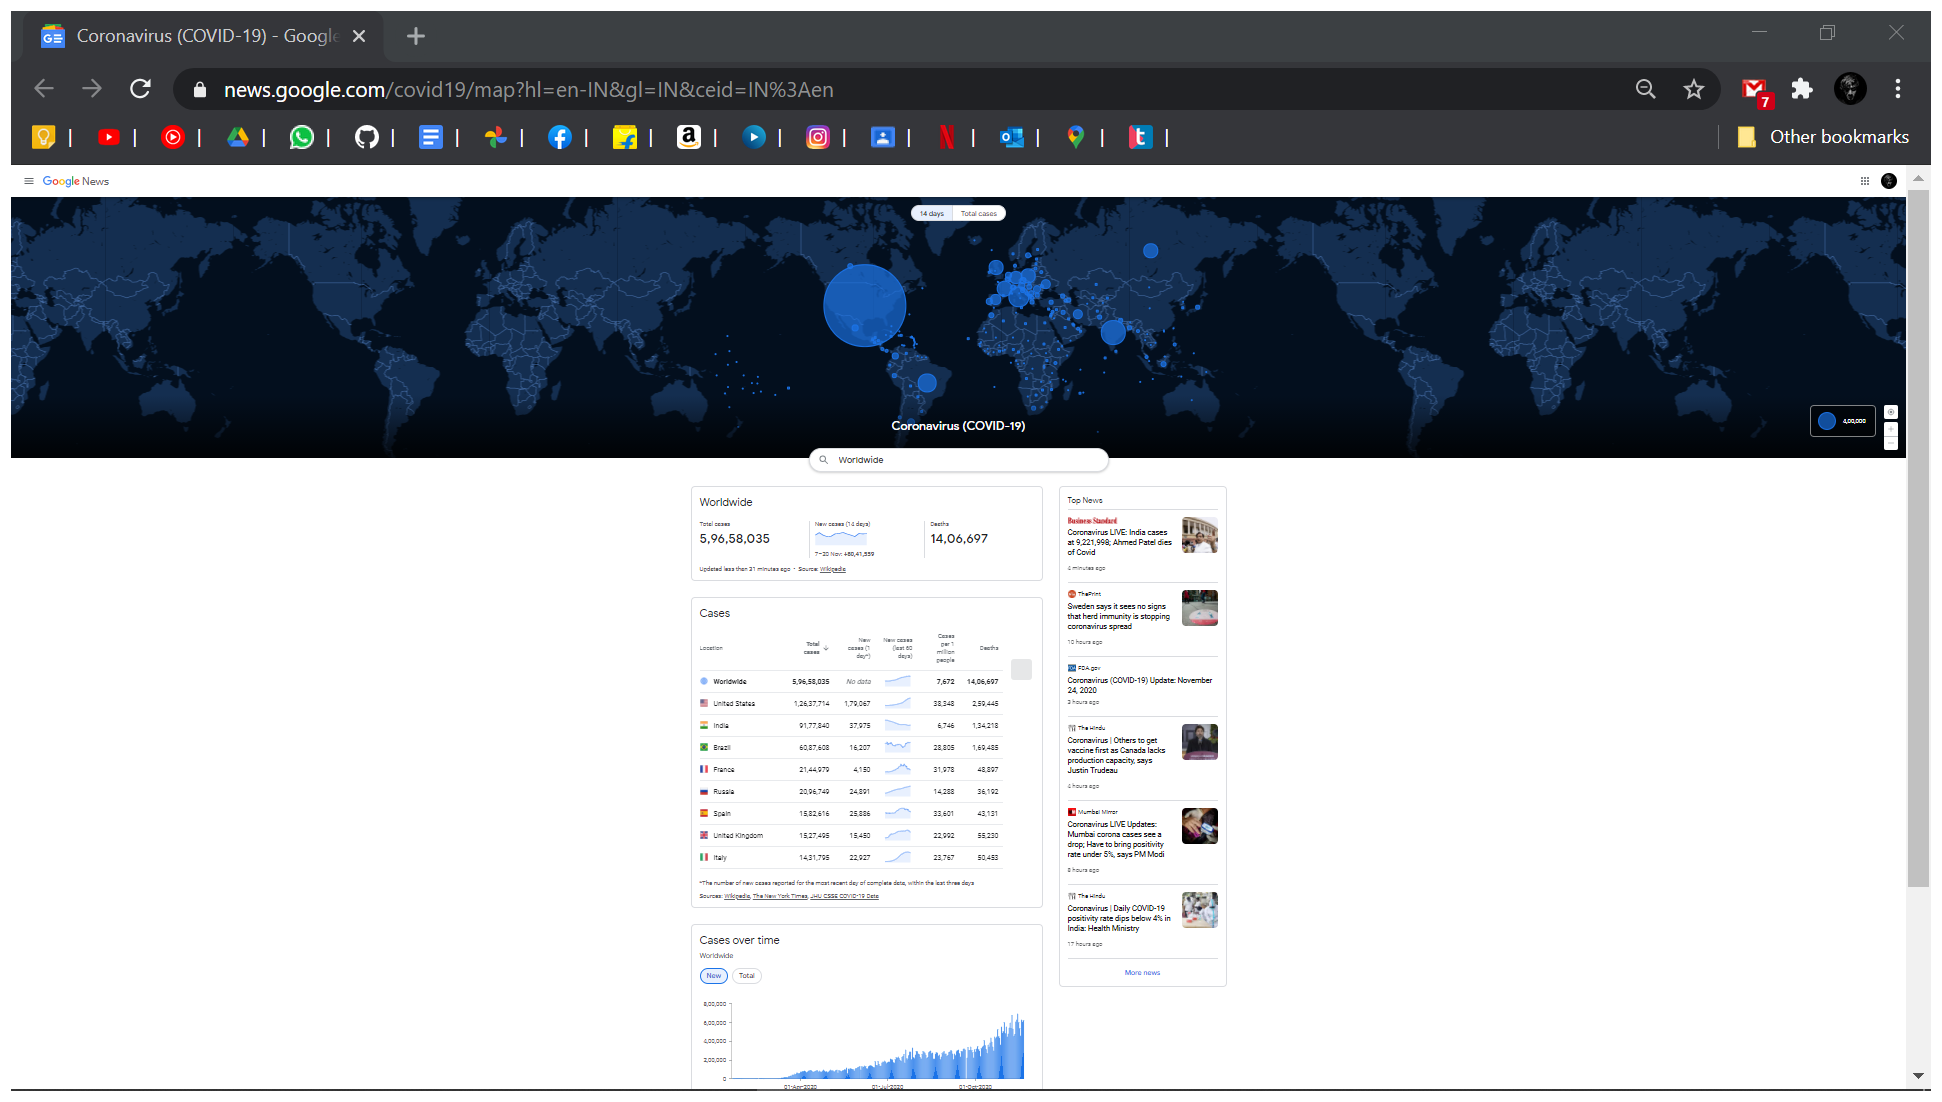 Coronavirus (COVID-19) - Google
news.google.com/covid19/map?hl=en-IN&gl=IN&ceid=IN%3Aen
7
Other bookmarks
Google News
14 days Total cases
Coronavirus (COVID-19)
4,00,000
Worldwide
Worldwide
Total cases
5,96,58,035
New cases (14 days)
Deaths
14,06,697
Updated less than 31 minutes ago • Source: Wikipedia
Cases
Location Total cases New cases (1 day*) New cases (last 60 days) Cases per 1 million people Deaths
Worldwide 5,96,58,035 No data 7,672 14,06,697
United States 1,26,37,714 1,79,067 38,348 2,59,445
India 91,77,840 37,975 6,746 1,34,218
Brazil 60,87,608 16,207 28,805 1,69,485
France 21,44,979 4,150 31,978 48,897
Russia 20,96,749 24,891 14,288 36,192
Spain 15,82,616 25,886 33,601 43,131
United Kingdom 15,27,495 15,450 22,992 55,230
Italy 14,31,795 22,927 23,767 50,453
*The number of new cases reported for the most recent day of complete data, within the last three days
Sources: Wikipedia, The New York Times, JHU CSSE COVID-19 Data
Cases over time
Worldwide
New Total
8,00,000
6,00,000
4,00,000
2,00,000
0
01-Apr-2020 01-Jul-2020 01-Oct-2020
Top News
Business Standard
Coronavirus LIVE: India cases
at 9,221,998; Ahmed Patel dies
of Covid
4 minutes ago
ThePrint
Sweden says it sees no signs
that herd immunity is stopping
coronavirus spread
10 hours ago
FDA.gov
Coronavirus (COVID-19) Update: November
24, 2020
3 hours ago
The Hindu
Coronavirus | Others to get
vaccine first as Canada lacks
production capacity, says
Justin Trudeau
4 hours ago
Mumbai Mirror
Coronavirus LIVE Updates:
Mumbai corona cases see a
drop; Have to bring positivity
rate under 5%, says PM Modi
8 hours ago
The Hindu
Coronavirus | Daily COVID-19
positivity rate dips below 4% in
India: Health Ministry
17 hours ago
More news